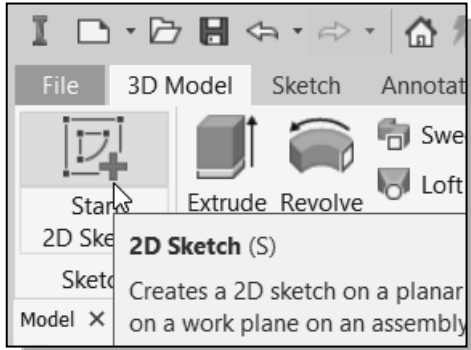 File 3D Model Sketch Annotat
Swe
Loft
Extrude Revolve
Star
2D Ske
Sketc
2D Sketch (S)
Creates a 2D sketch on a planar
on a work plane on an assembly
Model ×